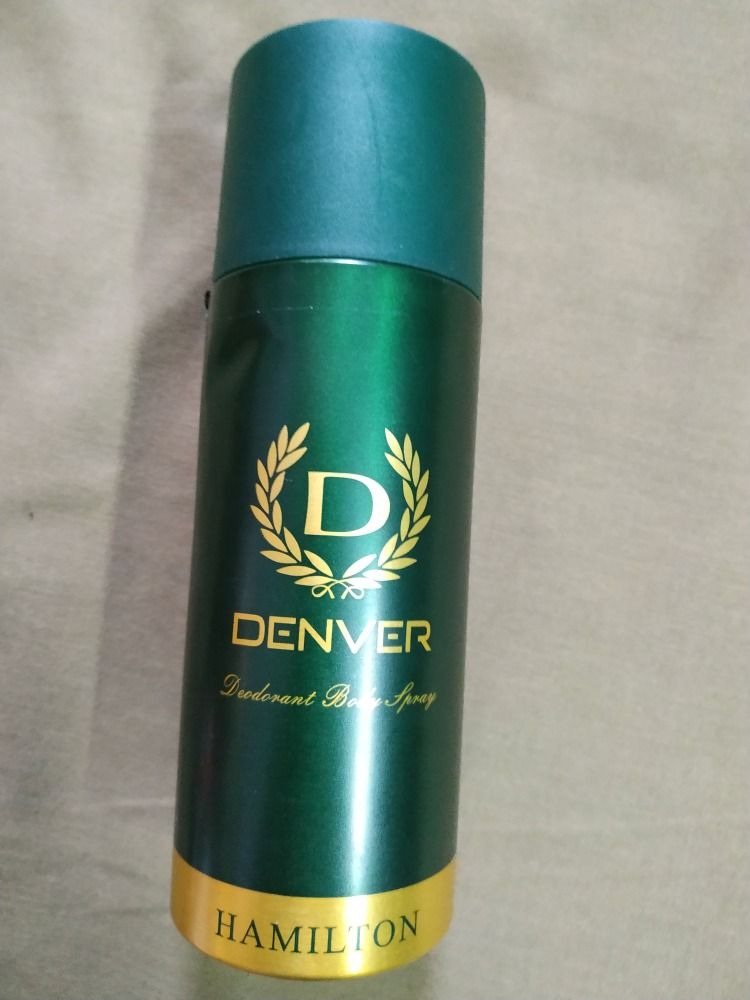 D
DENVER
Deodorant Body Spray
HAMILTON